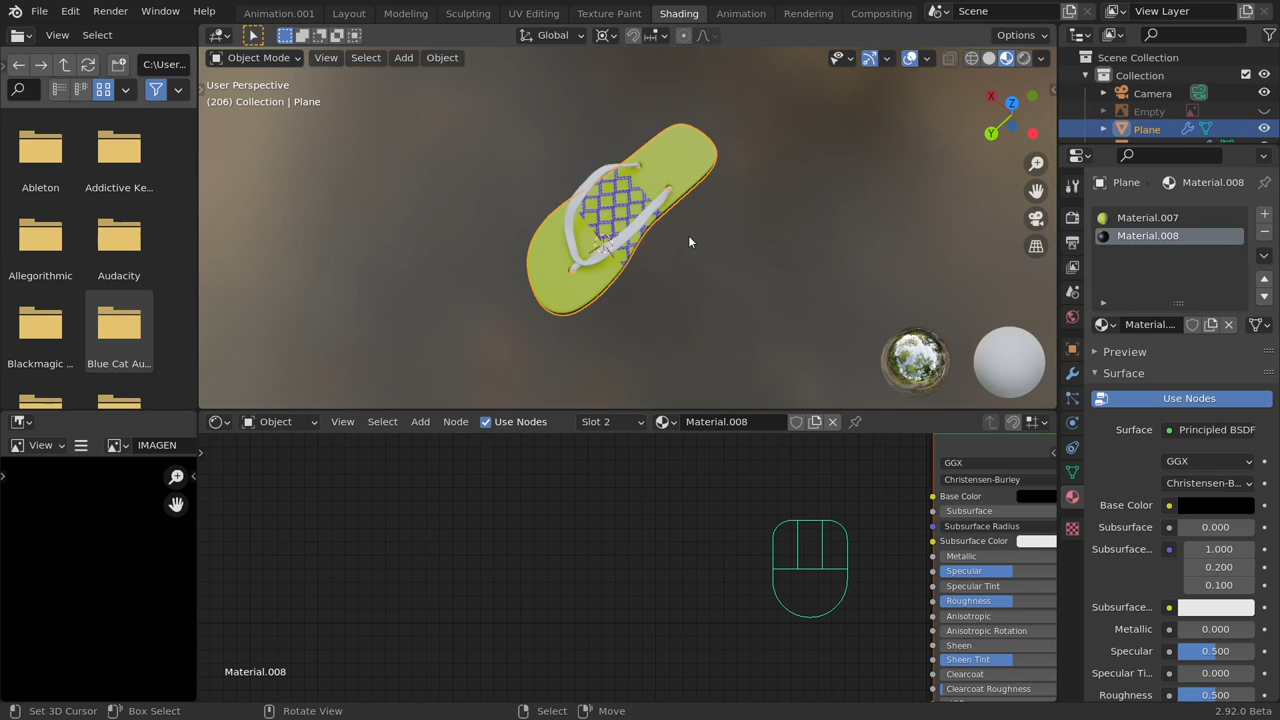 File Edit Render Window Help Animation.001 Layout Modeling Sculpting UV Editing Texture Paint Shading Animation Rendering Compositing Scene View Layer
View Select Global Options
Object Mode View Select Add Object
C:\User...
User Perspective
(206) Collection | Plane
X
Z
Y
Scene Collection
Collection
Camera
Empty
Plane
Plane Material.008
Material.007
Material.008
Material....
Preview
Surface
Use Nodes
Surface Principled BSDF
GGX
Christensen-B...
Base Color
Subsurface 0.000
Subsurface... 1.000
0.200
0.100
Subsurface...
Metallic 0.000
Specular 0.500
Specular Ti... 0.000
Roughness 0.500
Ableton Addictive Ke...
Allegorithmic Audacity
Blackmagic ... Blue Cat Au...
View IMAGEN
Object View Select Add Node Use Nodes Slot 2 Material.008
GGX
Christensen-Burley
Base Color
Subsurface
Subsurface Radius
Subsurface Color
Metallic
Specular
Specular Tint
Roughness
Anisotropic
Anisotropic Rotation
Sheen
Sheen Tint
Clearcoat
Clearcoat Roughness
Material.008
Set 3D Cursor Box Select Rotate View Select Move 2.92.0 Beta